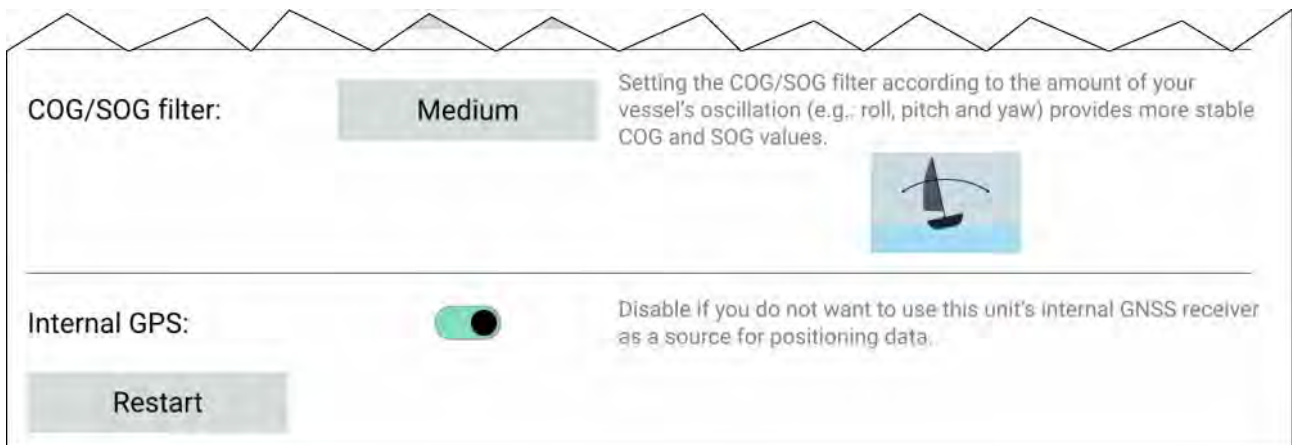 COG/SOG filter:
Medium
Setting the COG/SOG filter according to the amount of your
vessel's oscillation (e.g.: roll, pitch and yaw) provides more stable
COG and SOG values.
Internal GPS:
Disable if you do not want to use this unit's internal GNSS receiver
as a source for positioning data.
Restart